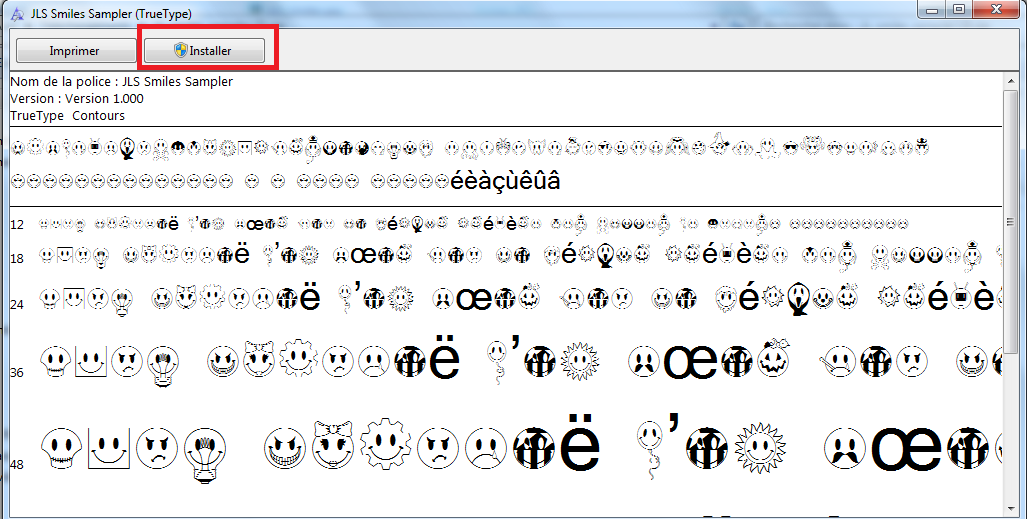 JLS Smiles Sampler (TrueType)
Imprimer Installer
Nom de la police : JLS Smiles Sampler
Version : Version 1.000
TrueType Contours
éèàçùêûâ
12 ë ' œ é é è
18 ë ' œ é é è
24 ë ' œ é é è
36 ë ' œ
48 ë ' œ